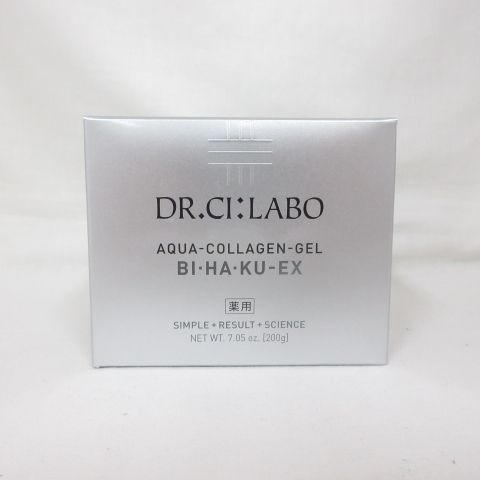 DR.CI:LABO
AQUA-COLLAGEN-GEL
BI·HA·KU-EX
薬用
SIMPLE + RESULT + SCIENCE
NET WT. 7.05 oz. [200g]